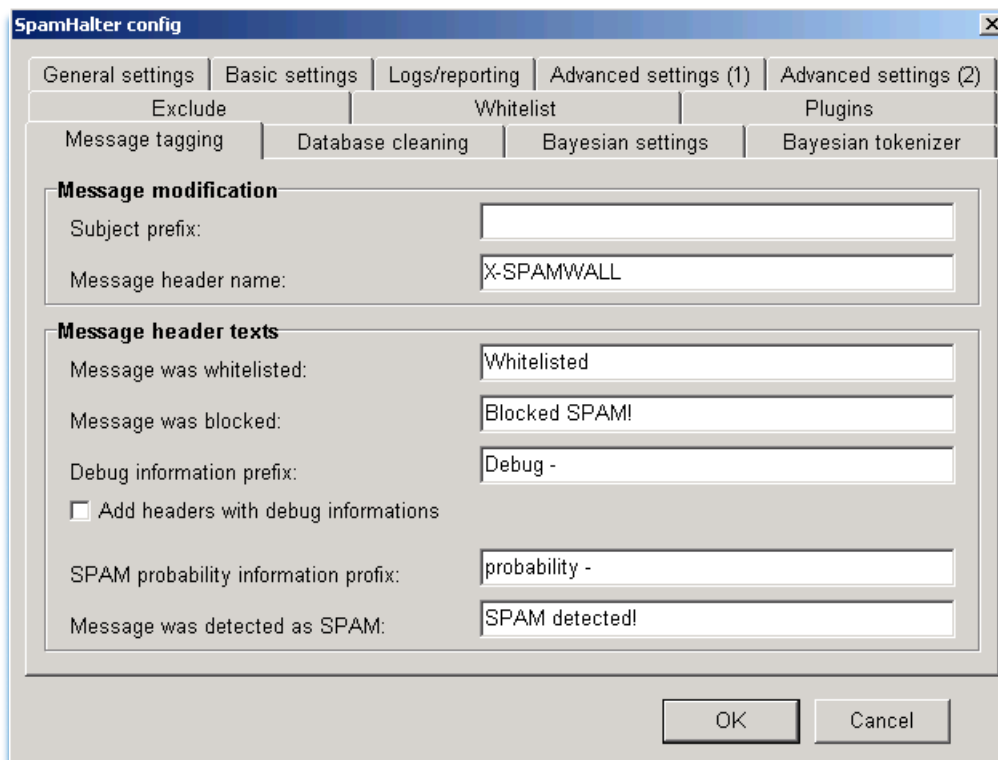 SpamHalter config
General settings Basic settings Logs/reporting Advanced settings (1) Advanced settings (2)
Exclude Whitelist Plugins
Message tagging Database cleaning Bayesian settings Bayesian tokenizer
Message modification
Subject prefix:
Message header name: X-SPAMWALL
Message header texts
Message was whitelisted: Whitelisted
Message was blocked: Blocked SPAM!
Debug information prefix: Debug -
Add headers with debug informations
SPAM probability information profix: probability -
Message was detected as SPAM: SPAM detected!
OK Cancel